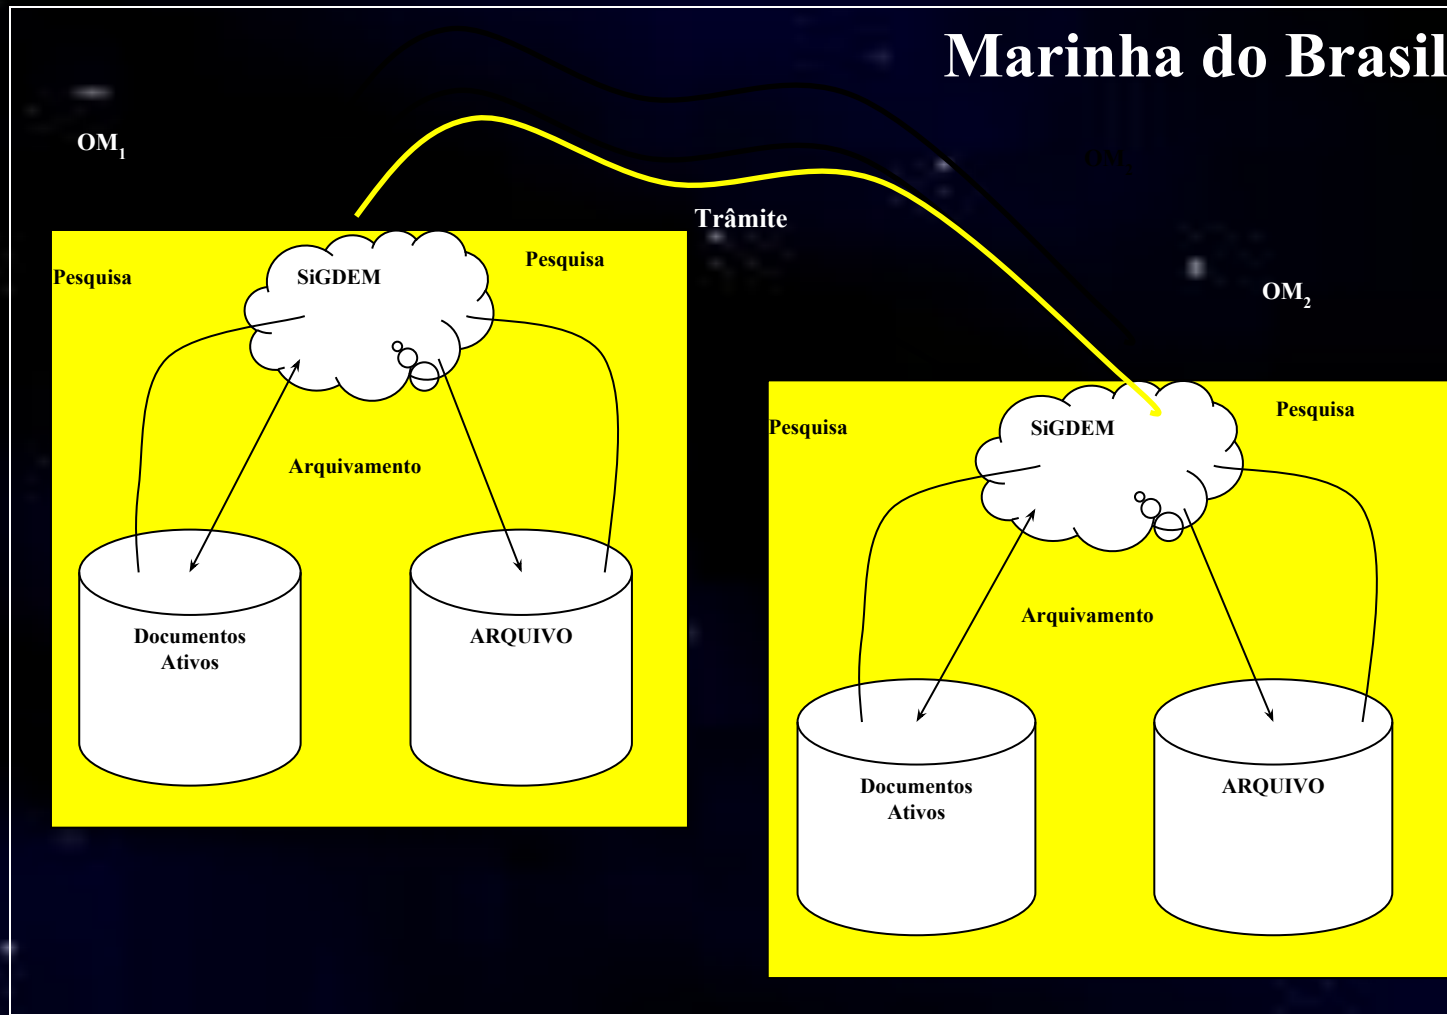 Marinha do Brasil
OM1
Trâmite
OM2
Pesquisa
SiGDEM
Pesquisa
Arquivamento
Documentos
Ativos
ARQUIVO
Pesquisa
SiGDEM
Pesquisa
Arquivamento
Documentos
Ativos
ARQUIVO